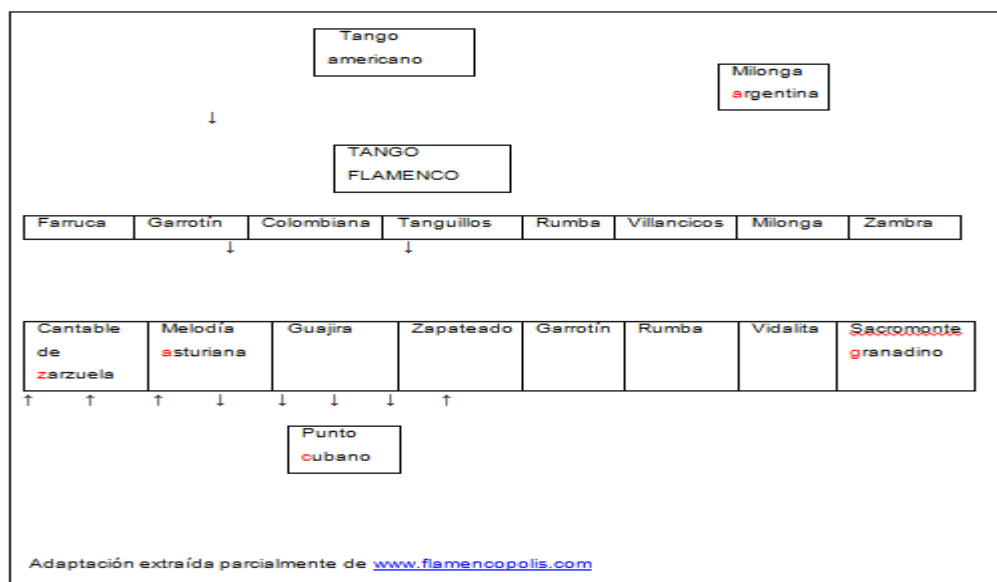 Tango
americano
Milonga
argentina
↓
TANGO
FLAMENCO
Farruca Garrotín Colombiana Tanguillos Rumba Villancicos Milonga Zambra
↓ ↓
Cantable Melodía Guajira Zapateado Garrotín Rumba Vidalita Sacromonte
de asturiana granadino
zarzuela
↑ ↑ ↑ ↓ ↓ ↓ ↓ ↑
Punto
cubano
Adaptación extraída parcialmente de www.flamencopolis.com